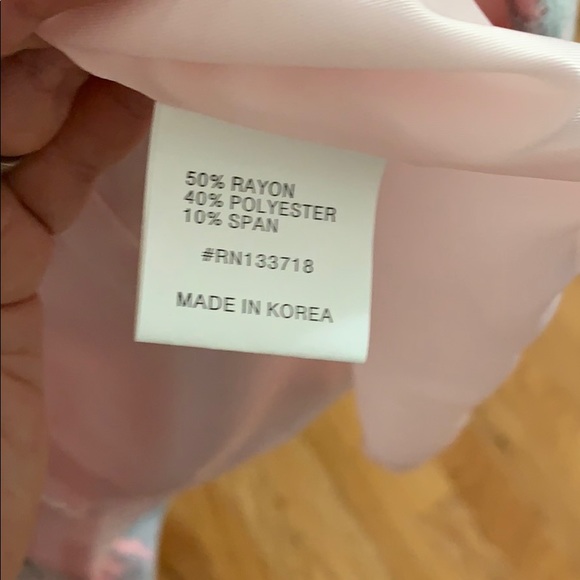 50% RAYON
40% POLYESTER
10% SPAN
#RN133718
MADE IN KOREA